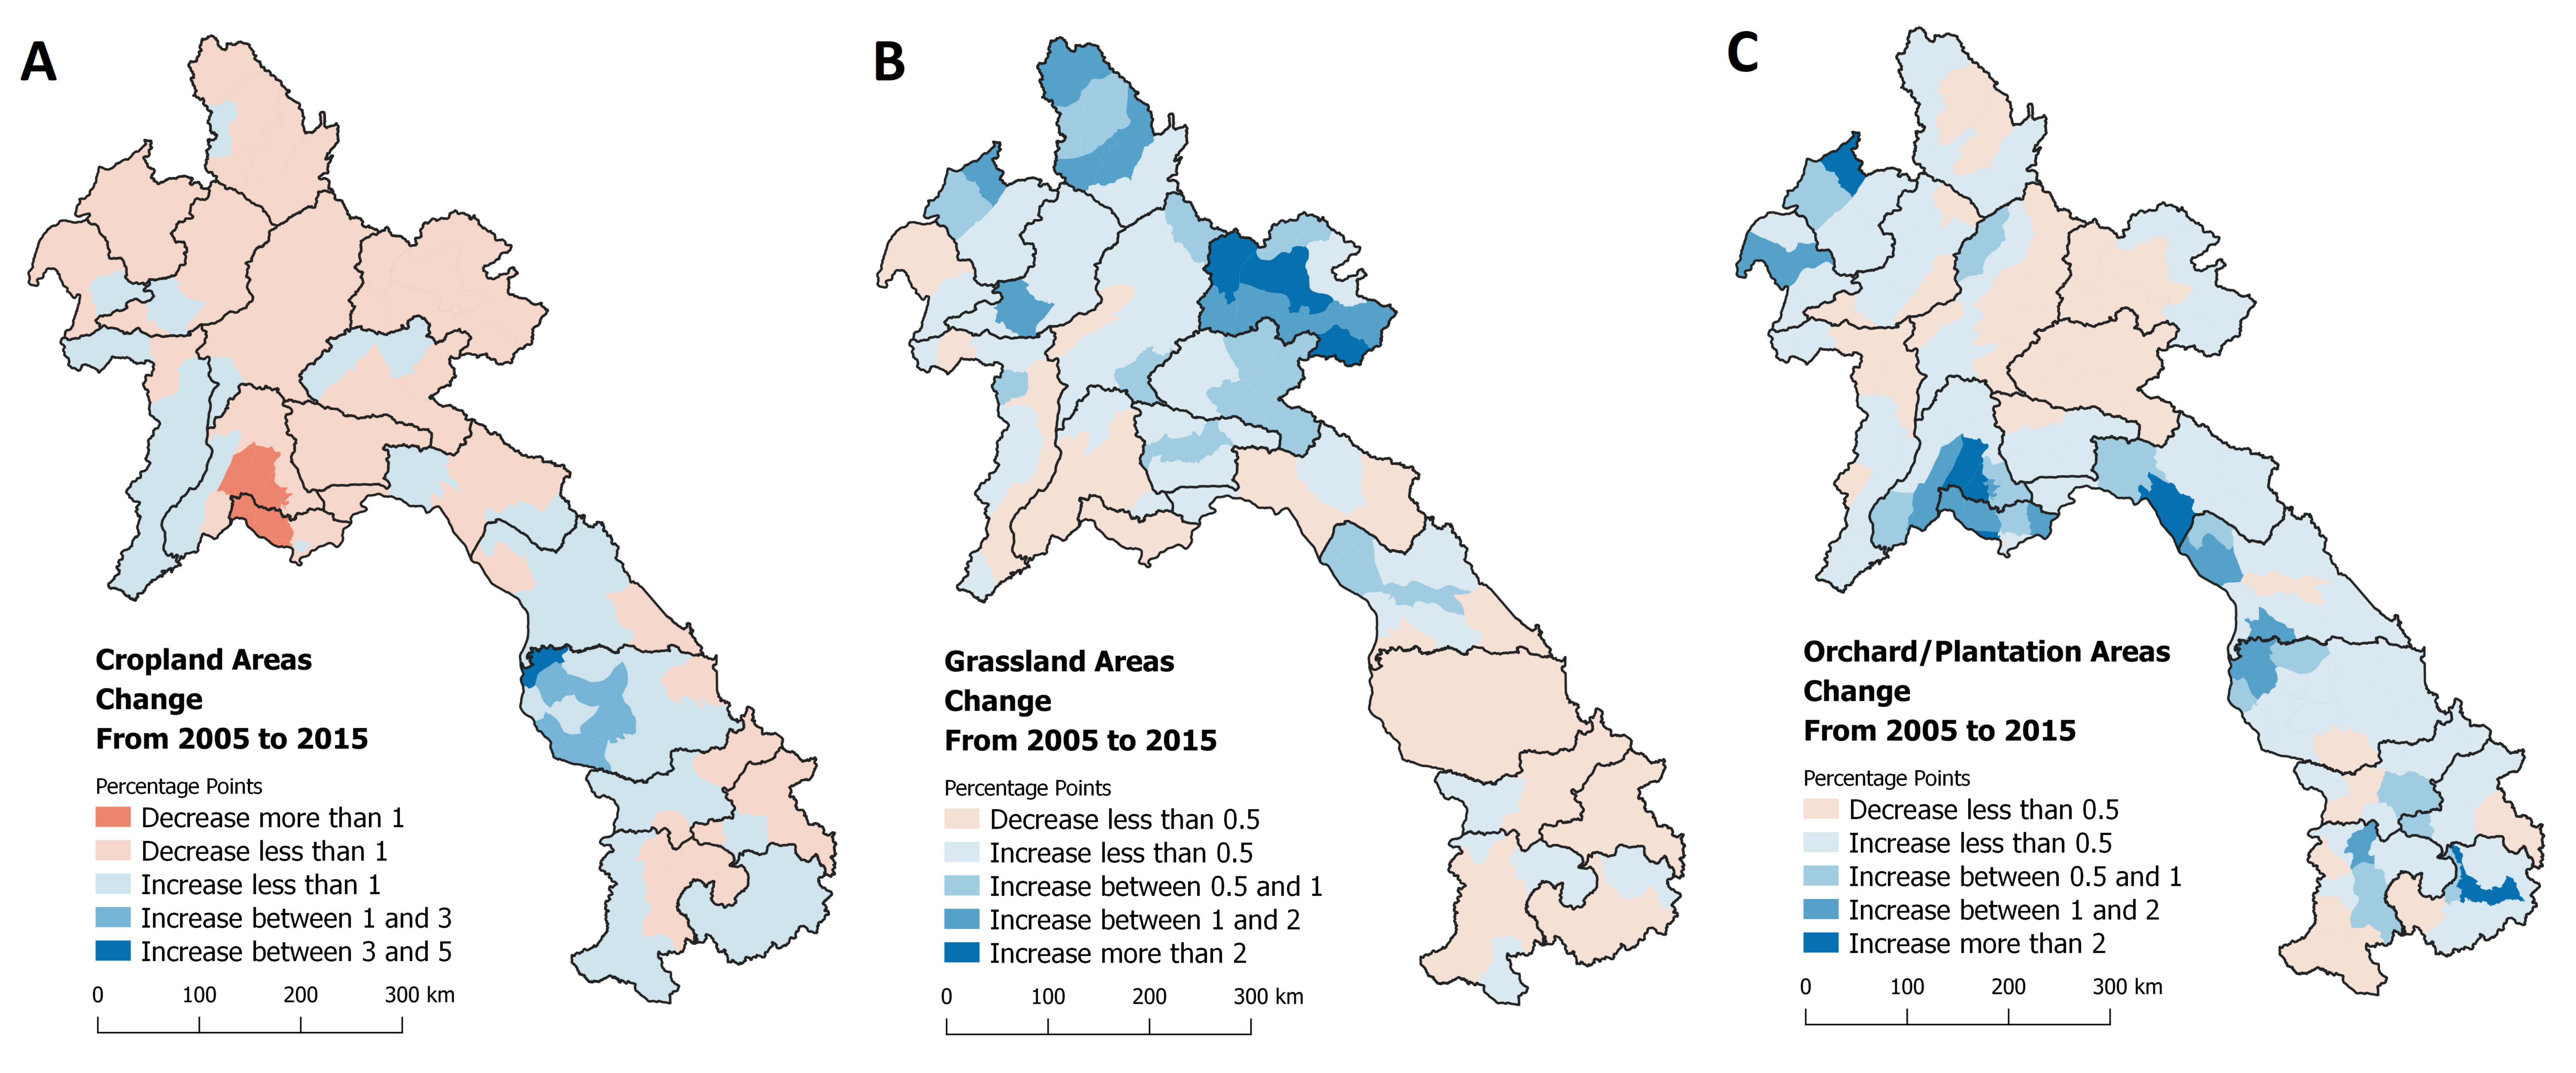 A
Cropland Areas
Change
From 2005 to 2015
Percentage Points
Decrease more than 1
Decrease less than 1
Increase less than 1
Increase between 1 and 3
Increase between 3 and 5
0 100 200 300 km
B
Grassland Areas
Change
From 2005 to 2015
Percentage Points
Decrease less than 0.5
Increase less than 0.5
Increase between 0.5 and 1
Increase between 1 and 2
Increase more than 2
0 100 200 300 km
C
Orchard/Plantation Areas
Change
From 2005 to 2015
Percentage Points
Decrease less than 0.5
Increase less than 0.5
Increase between 0.5 and 1
Increase between 1 and 2
Increase more than 2
0 100 200 300 km